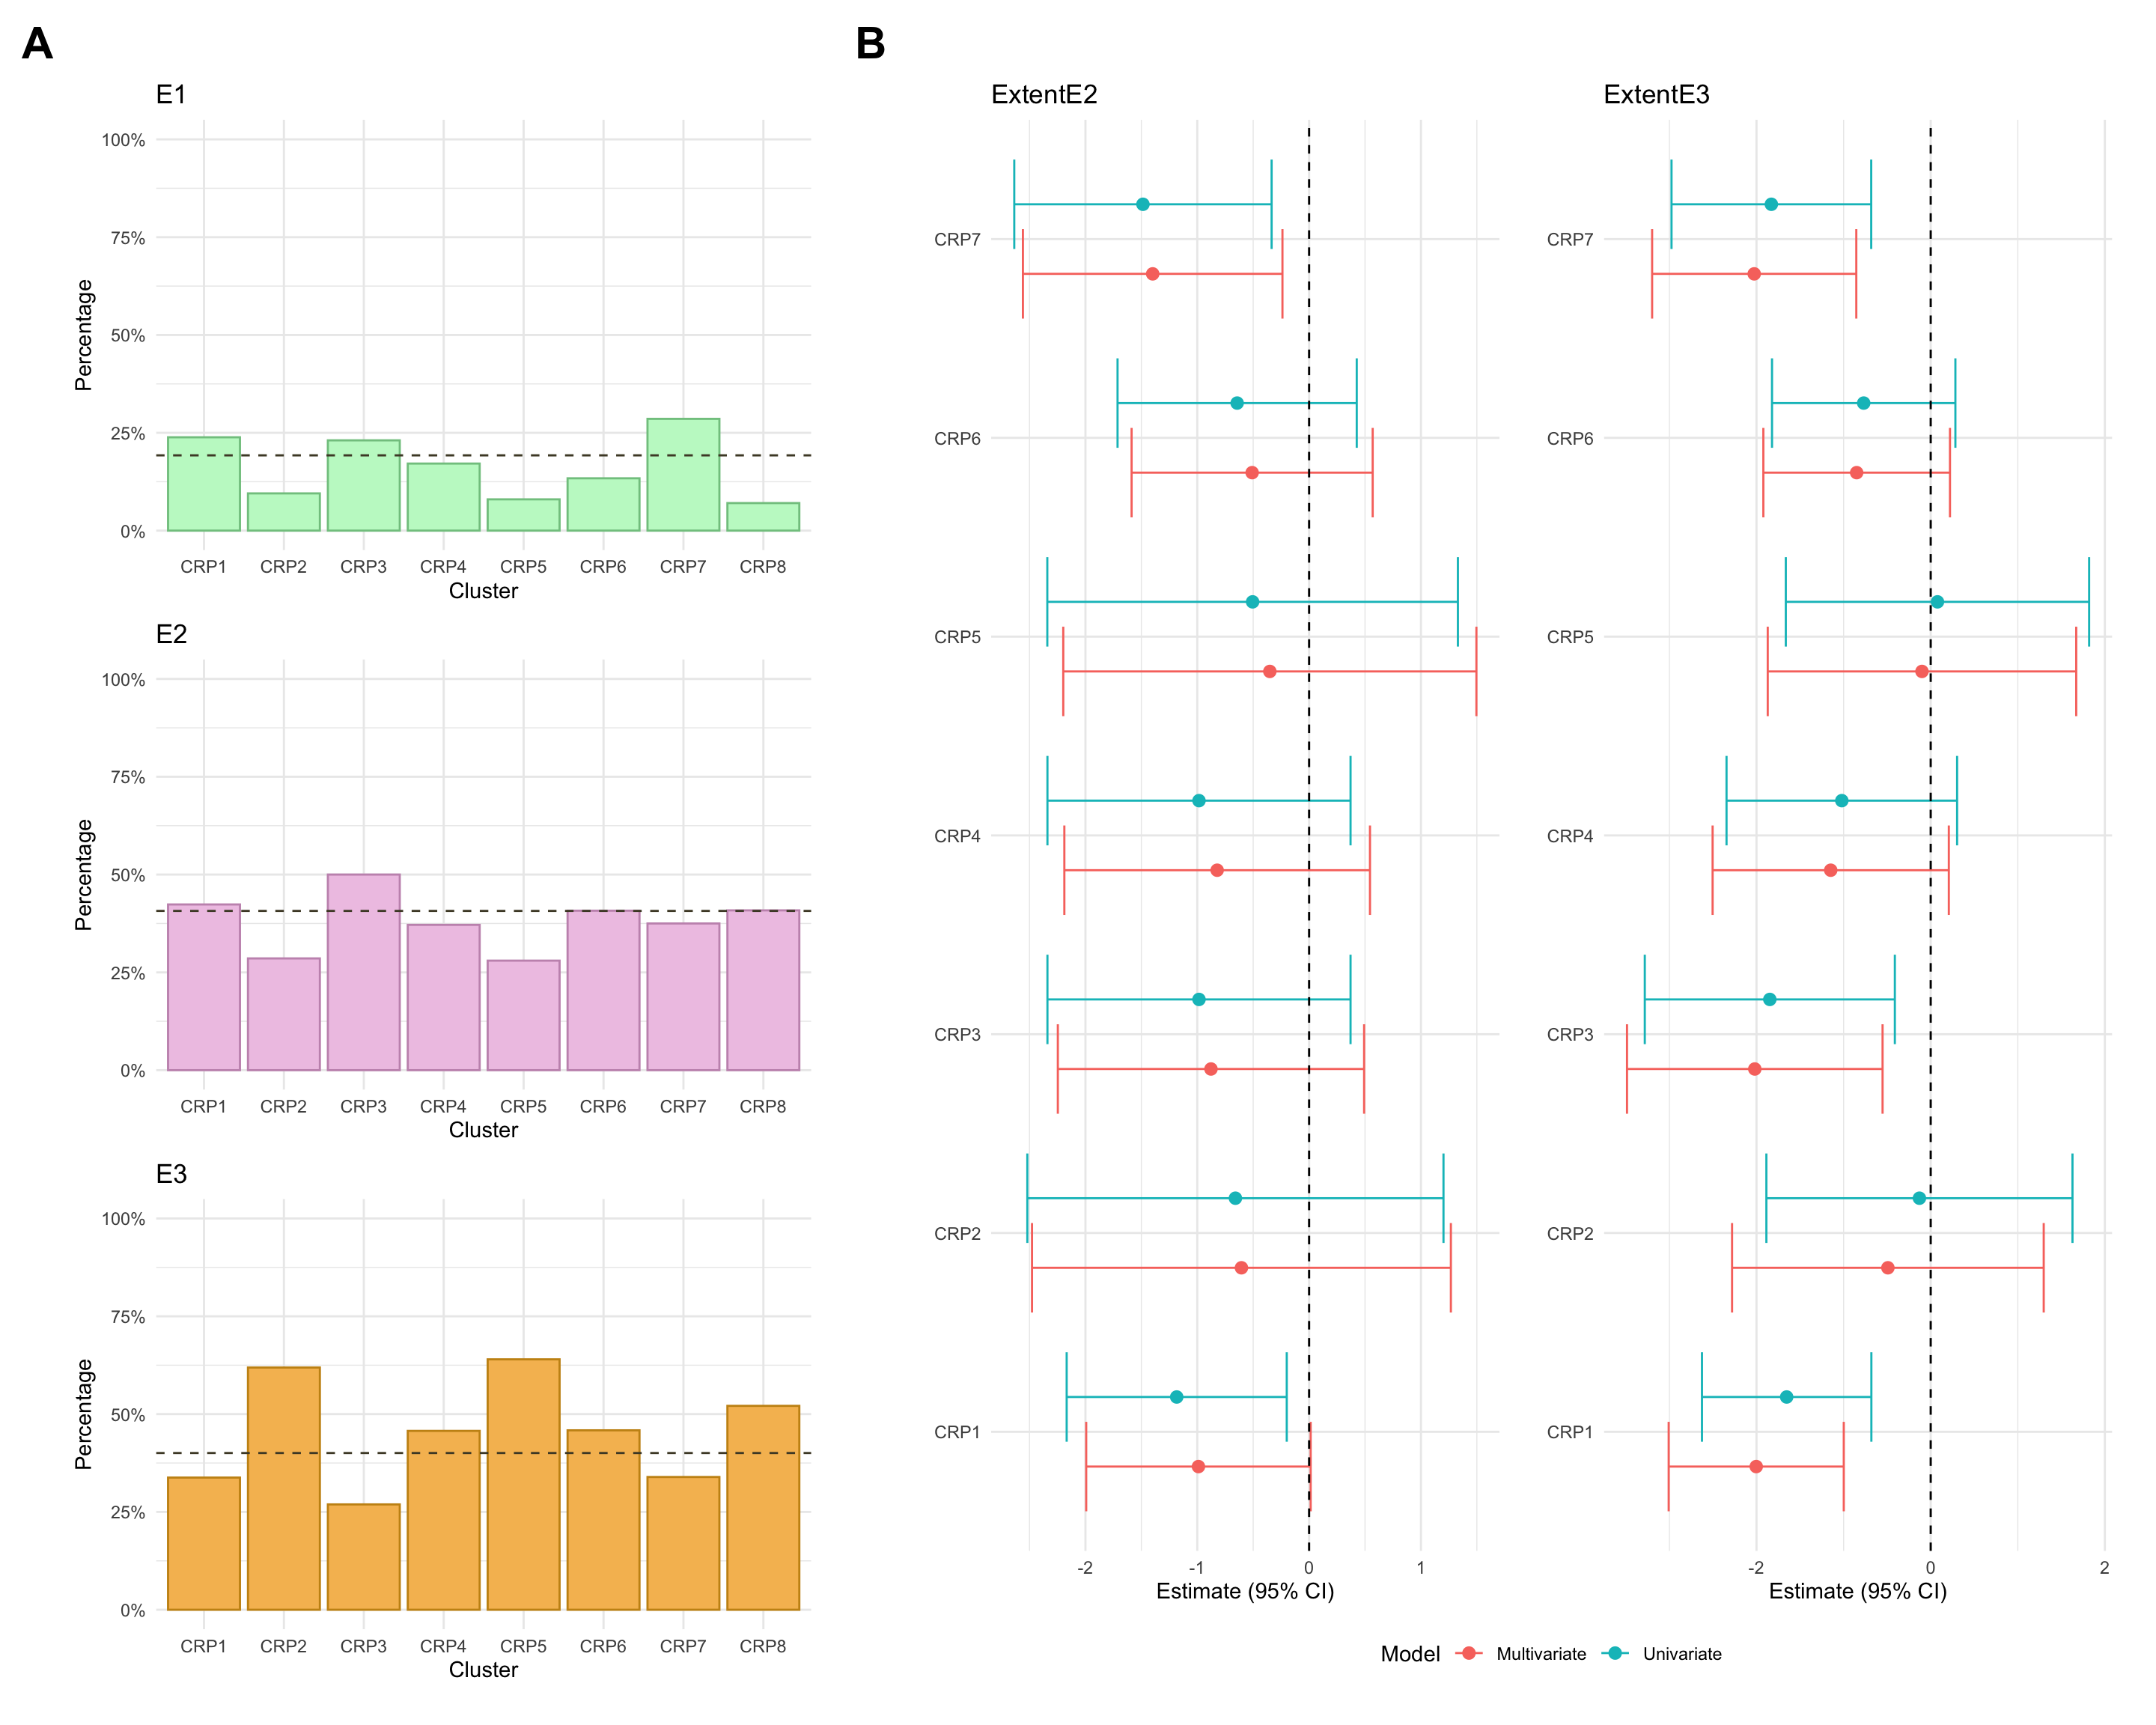 A
E1
100%
75%
50%
25%
0%
Percentage
CRP1 CRP2 CRP3 CRP4 CRP5 CRP6 CRP7 CRP8
Cluster
E2
100%
75%
50%
25%
0%
Percentage
CRP1 CRP2 CRP3 CRP4 CRP5 CRP6 CRP7 CRP8
Cluster
E3
100%
75%
50%
25%
0%
Percentage
CRP1 CRP2 CRP3 CRP4 CRP5 CRP6 CRP7 CRP8
Cluster
B
ExtentE2
CRP7
CRP6
CRP5
CRP4
CRP3
CRP2
CRP1
-2 -1 0 1
Estimate (95% CI)
ExtentE3
CRP7
CRP6
CRP5
CRP4
CRP3
CRP2
CRP1
-2 0 2
Estimate (95% CI)
Model Multivariate Univariate